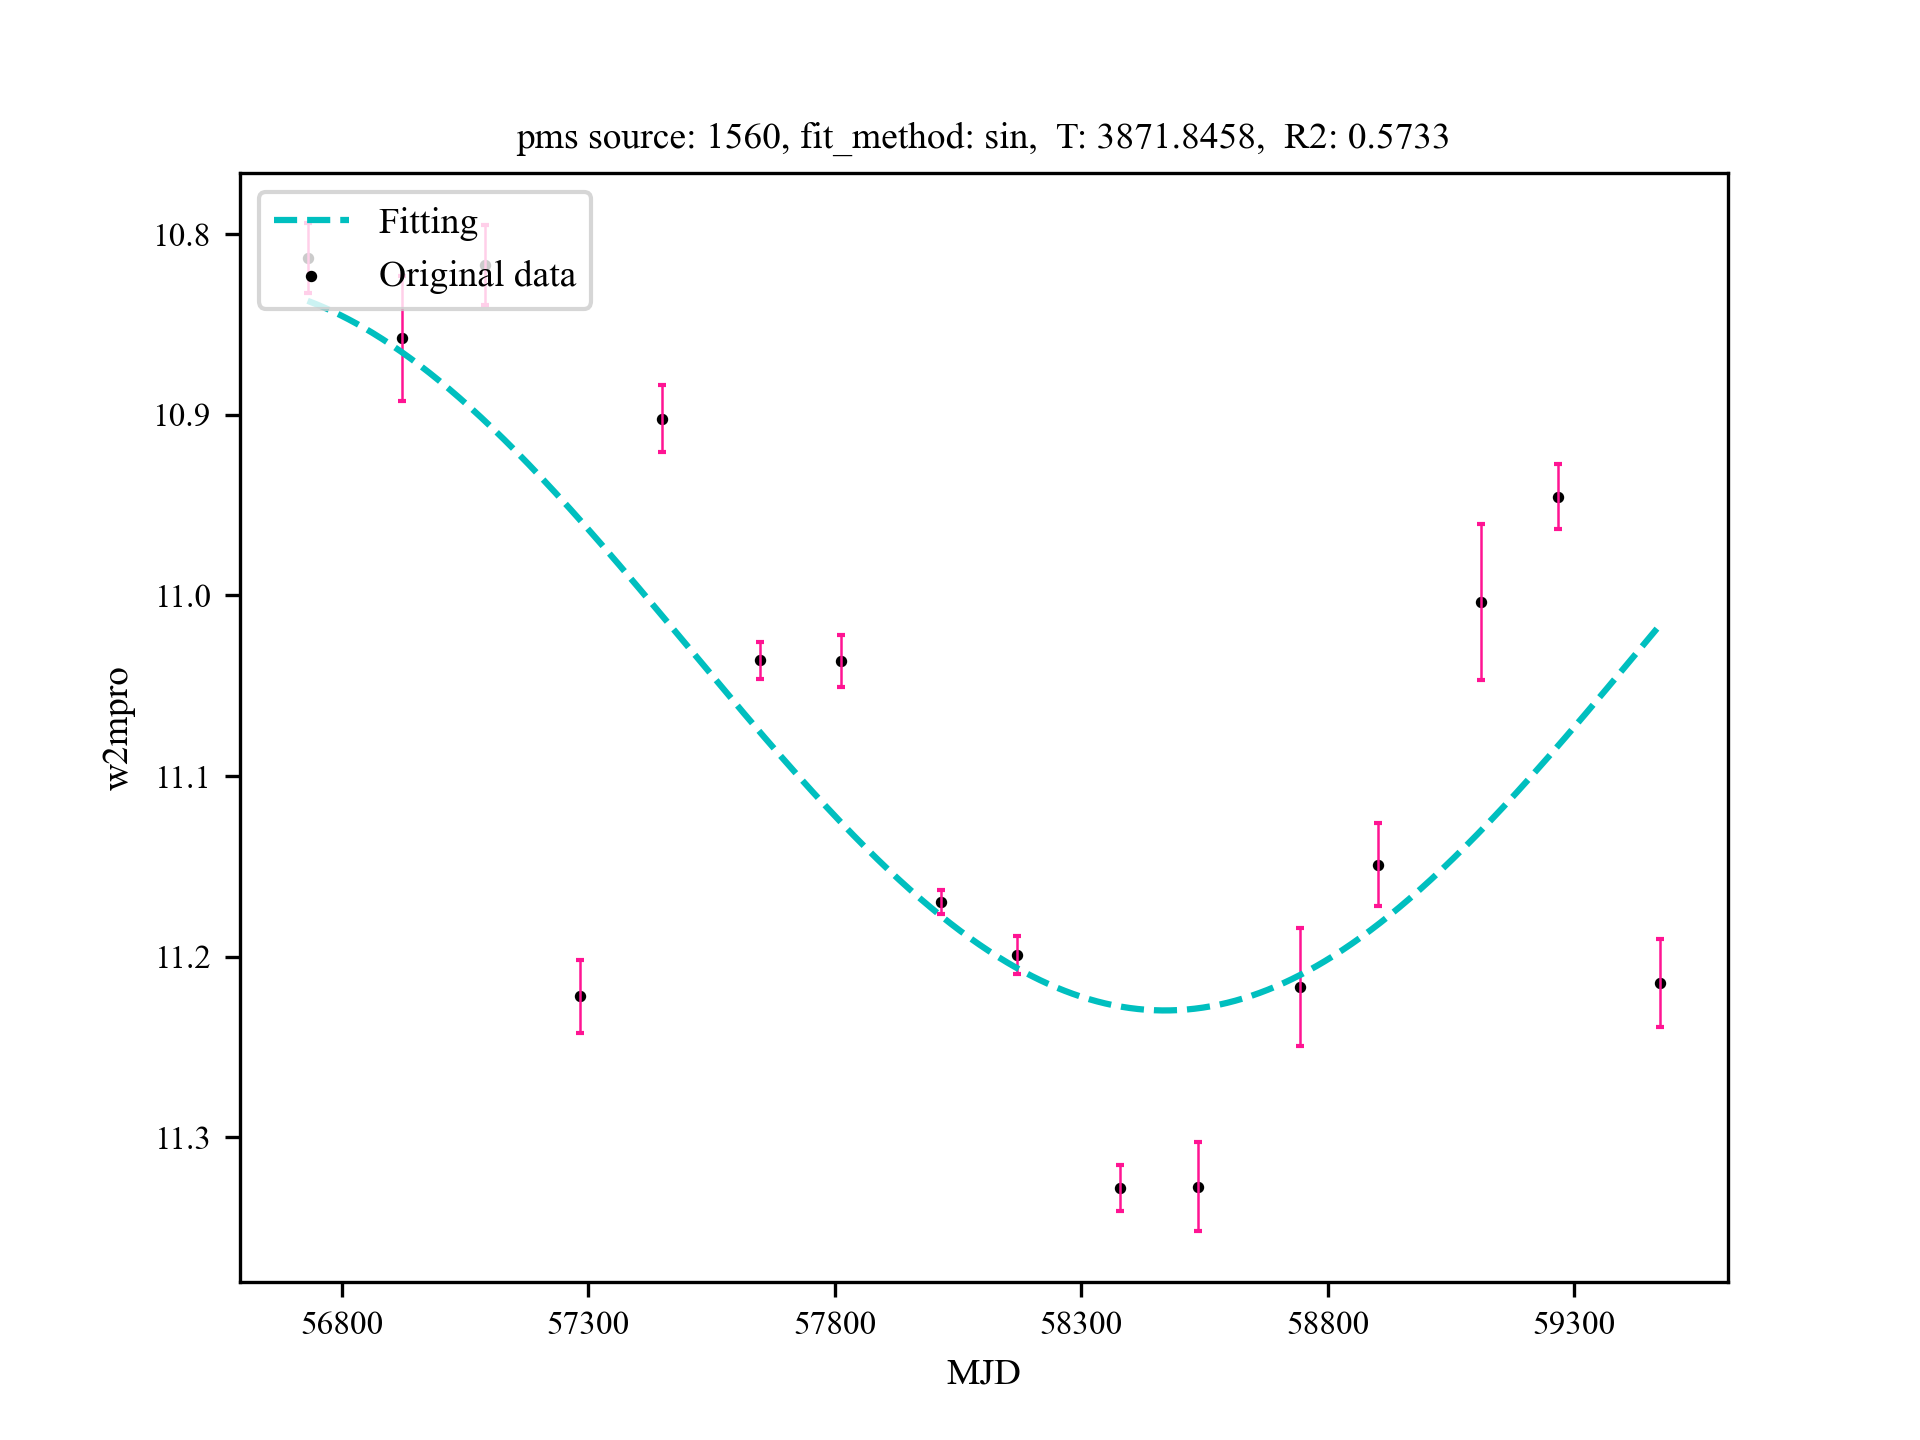 pms source: 1560, fit_method: sin,  T: 3871.8458,  R2: 0.5733
Fitting
Original data
10.8
10.9
11.0
11.1
11.2
11.3
w2mpro
56800
57300
57800
58300
58800
59300
MJD